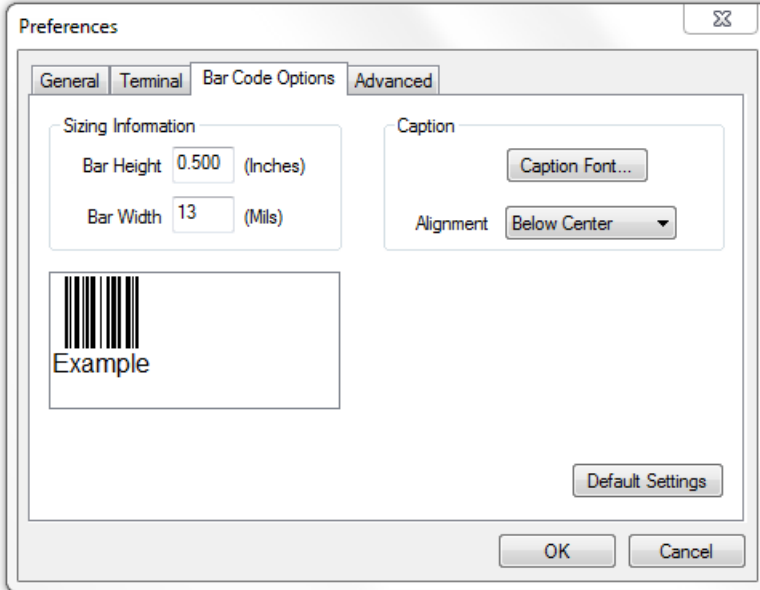 Preferences
General Terminal Bar Code Options Advanced
Sizing Information
Bar Height 0.500 (Inches)
Bar Width 13 (Mils)
Caption
Caption Font...
Alignment Below Center
Example
Default Settings
OK Cancel